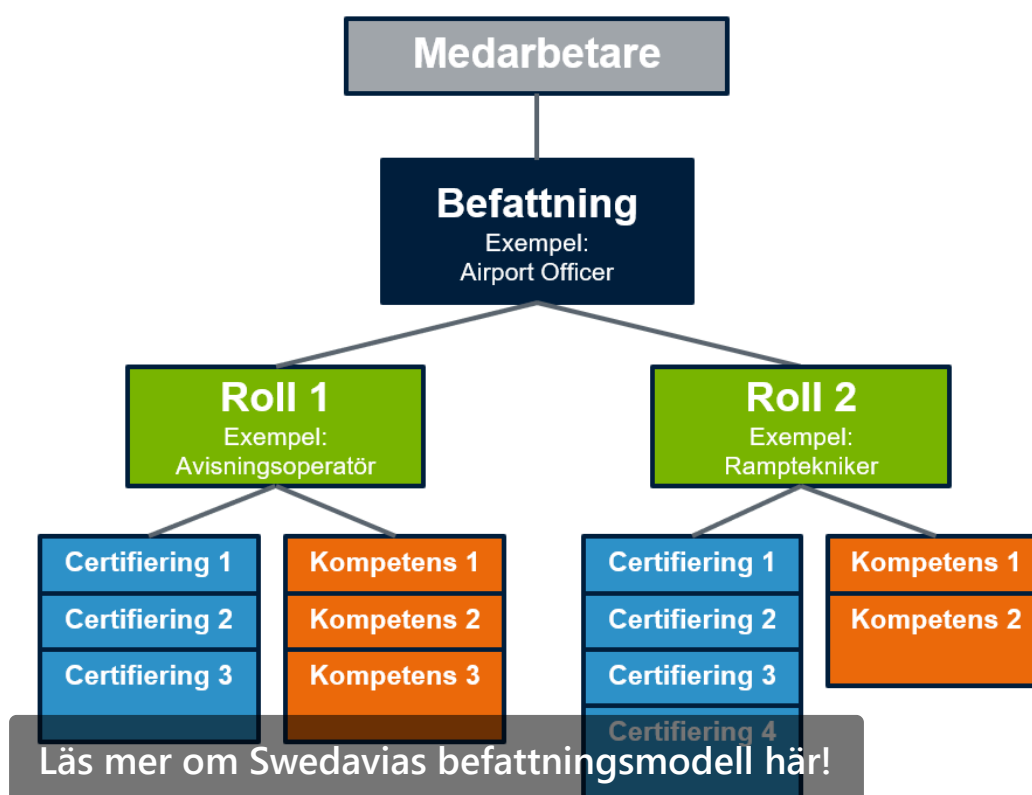 Medarbetare
Befattning
Exempel:
Airport Officer
Roll 1
Exempel:
Avisningsoperatör
Roll 2
Exempel:
Ramptekniker
Certifiering 1
Certifiering 2
Certifiering 3
Kompetens 1
Kompetens 2
Kompetens 3
Certifiering 1
Certifiering 2
Certifiering 3
Certifiering 4
Kompetens 1
Kompetens 2
Läs mer om Swedavias befattningsmodell här!